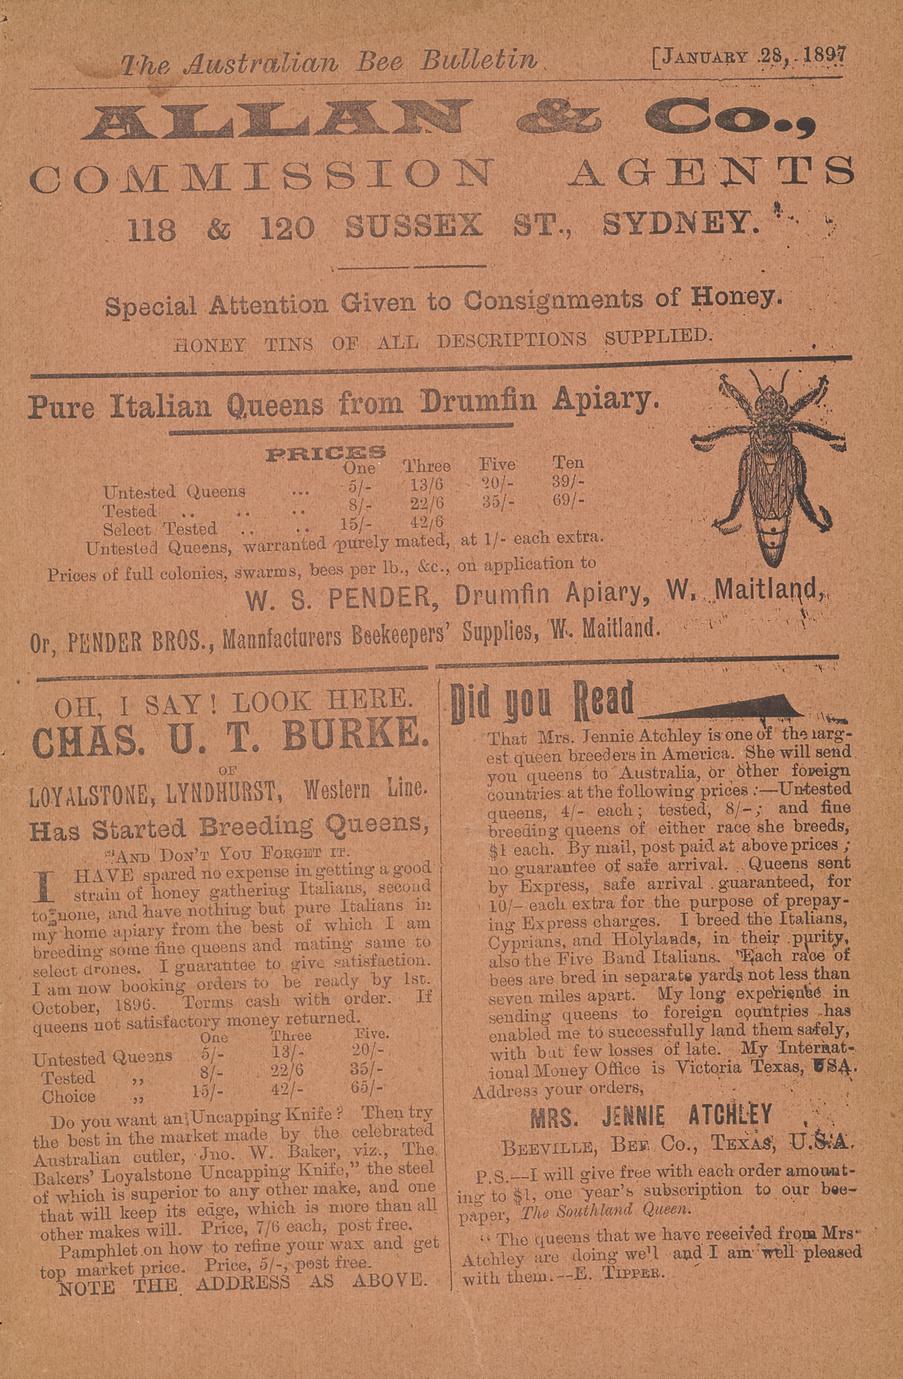 The Australian Bee Bulletin. [JANUARY 28, 1897
ALLAN & Co.,
COMMISSION AGENTS
118 & 120 SUSSEX ST., SYDNEY.
Special Attention Given to Consignments of Honey.
HONEY TINS OF ALL DESCRIPTIONS SUPPLIED.
Pure Italian Queens from Drumfin Apiary.
PRICES
One Three Five Ten
Untested Queens ... 5/- 13/6 20/- 39/-
Tested .. .. .. 8/- 22/6 35/- 69/-
Select Tested .. .. 15/- 42/6
Untested Queens, warranted purely mated, at 1/- each extra.
Prices of full colonies, swarms, bees per lb., &c., on application to
W. S. PENDER, Drumfin Apiary, W. Maitland,
Or, PENDER BROS., Mannfacturers Beekeepers' Supplies, W. Maitland.
OH, I SAY! LOOK HERE.
CHAS. U. T. BURKE.
OF
LOYALSTONE, LYNDHURST, Western Line.
Has Started Breeding Queens,
"AND DON'T YOU FORGET IT.
I HAVE spared no expense in getting a good
strain of honey gathering Italians, second
to none, and have nothing but pure Italians in
my home apiary from the best of which I am
breeding some fine queens and mating same to
select drones. I guarantee to give satisfaction.
I am now booking orders to be ready by 1st.
October, 1896. Terms cash with order. If
queens not satisfactory money returned.
One Three Five.
Untested Queens 5/- 13/- 20/-
Tested ,, 8/- 22/6 35/-
Choice ,, 15/- 42/- 65/-
Do you want an Uncapping Knife? Then try
the best in the market made by the celebrated
Australian cutler, Jno. W. Baker, viz., The
Bakers' Loyalstone Uncapping Knife," the steel
of which is superior to any other make, and one
that will keep its edge, which is more than all
other makes will. Price, 7/6 each, post free.
Pamphlet on how to refine your wax and get
top market price. Price, 5/-, post free.
NOTE THE ADDRESS AS ABOVE.
Did you Read
That Mrs. Jennie Atchley is one of the larg-
est queen breeders in America. She will send
you queens to Australia, or other foreign
countries at the following prices:—Untested
queens, 4/- each; tested, 8/-; and fine
breeding queens of either race she breeds,
$1 each. By mail, post paid at above prices;
no guarantee of safe arrival. Queens sent
by Express, safe arrival guaranteed, for
10/- each extra for the purpose of prepay-
ing Express charges. I breed the Italians,
Cyprians, and Holylands, in their purity,
also the Five Band Italians. Each race of
bees are bred in separate yards not less than
seven miles apart. My long experience in
sending queens to foreign countries has
enabled me to successfully land them safely,
with but few losses of late. My Internat-
ional Money Office is Victoria Texas, USA.
Address your orders,
MRS. JENNIE ATCHLEY
BEEVILLE, BEE Co., TEXAS, U.S.A.
P.S.—I will give free with each order amount-
ing to $1, one year's subscription to our bee-
paper, The Southland Queen.
"The queens that we have received from Mrs
Atchley are doing we'l and I am well pleased
with them.—E. TIPPER.